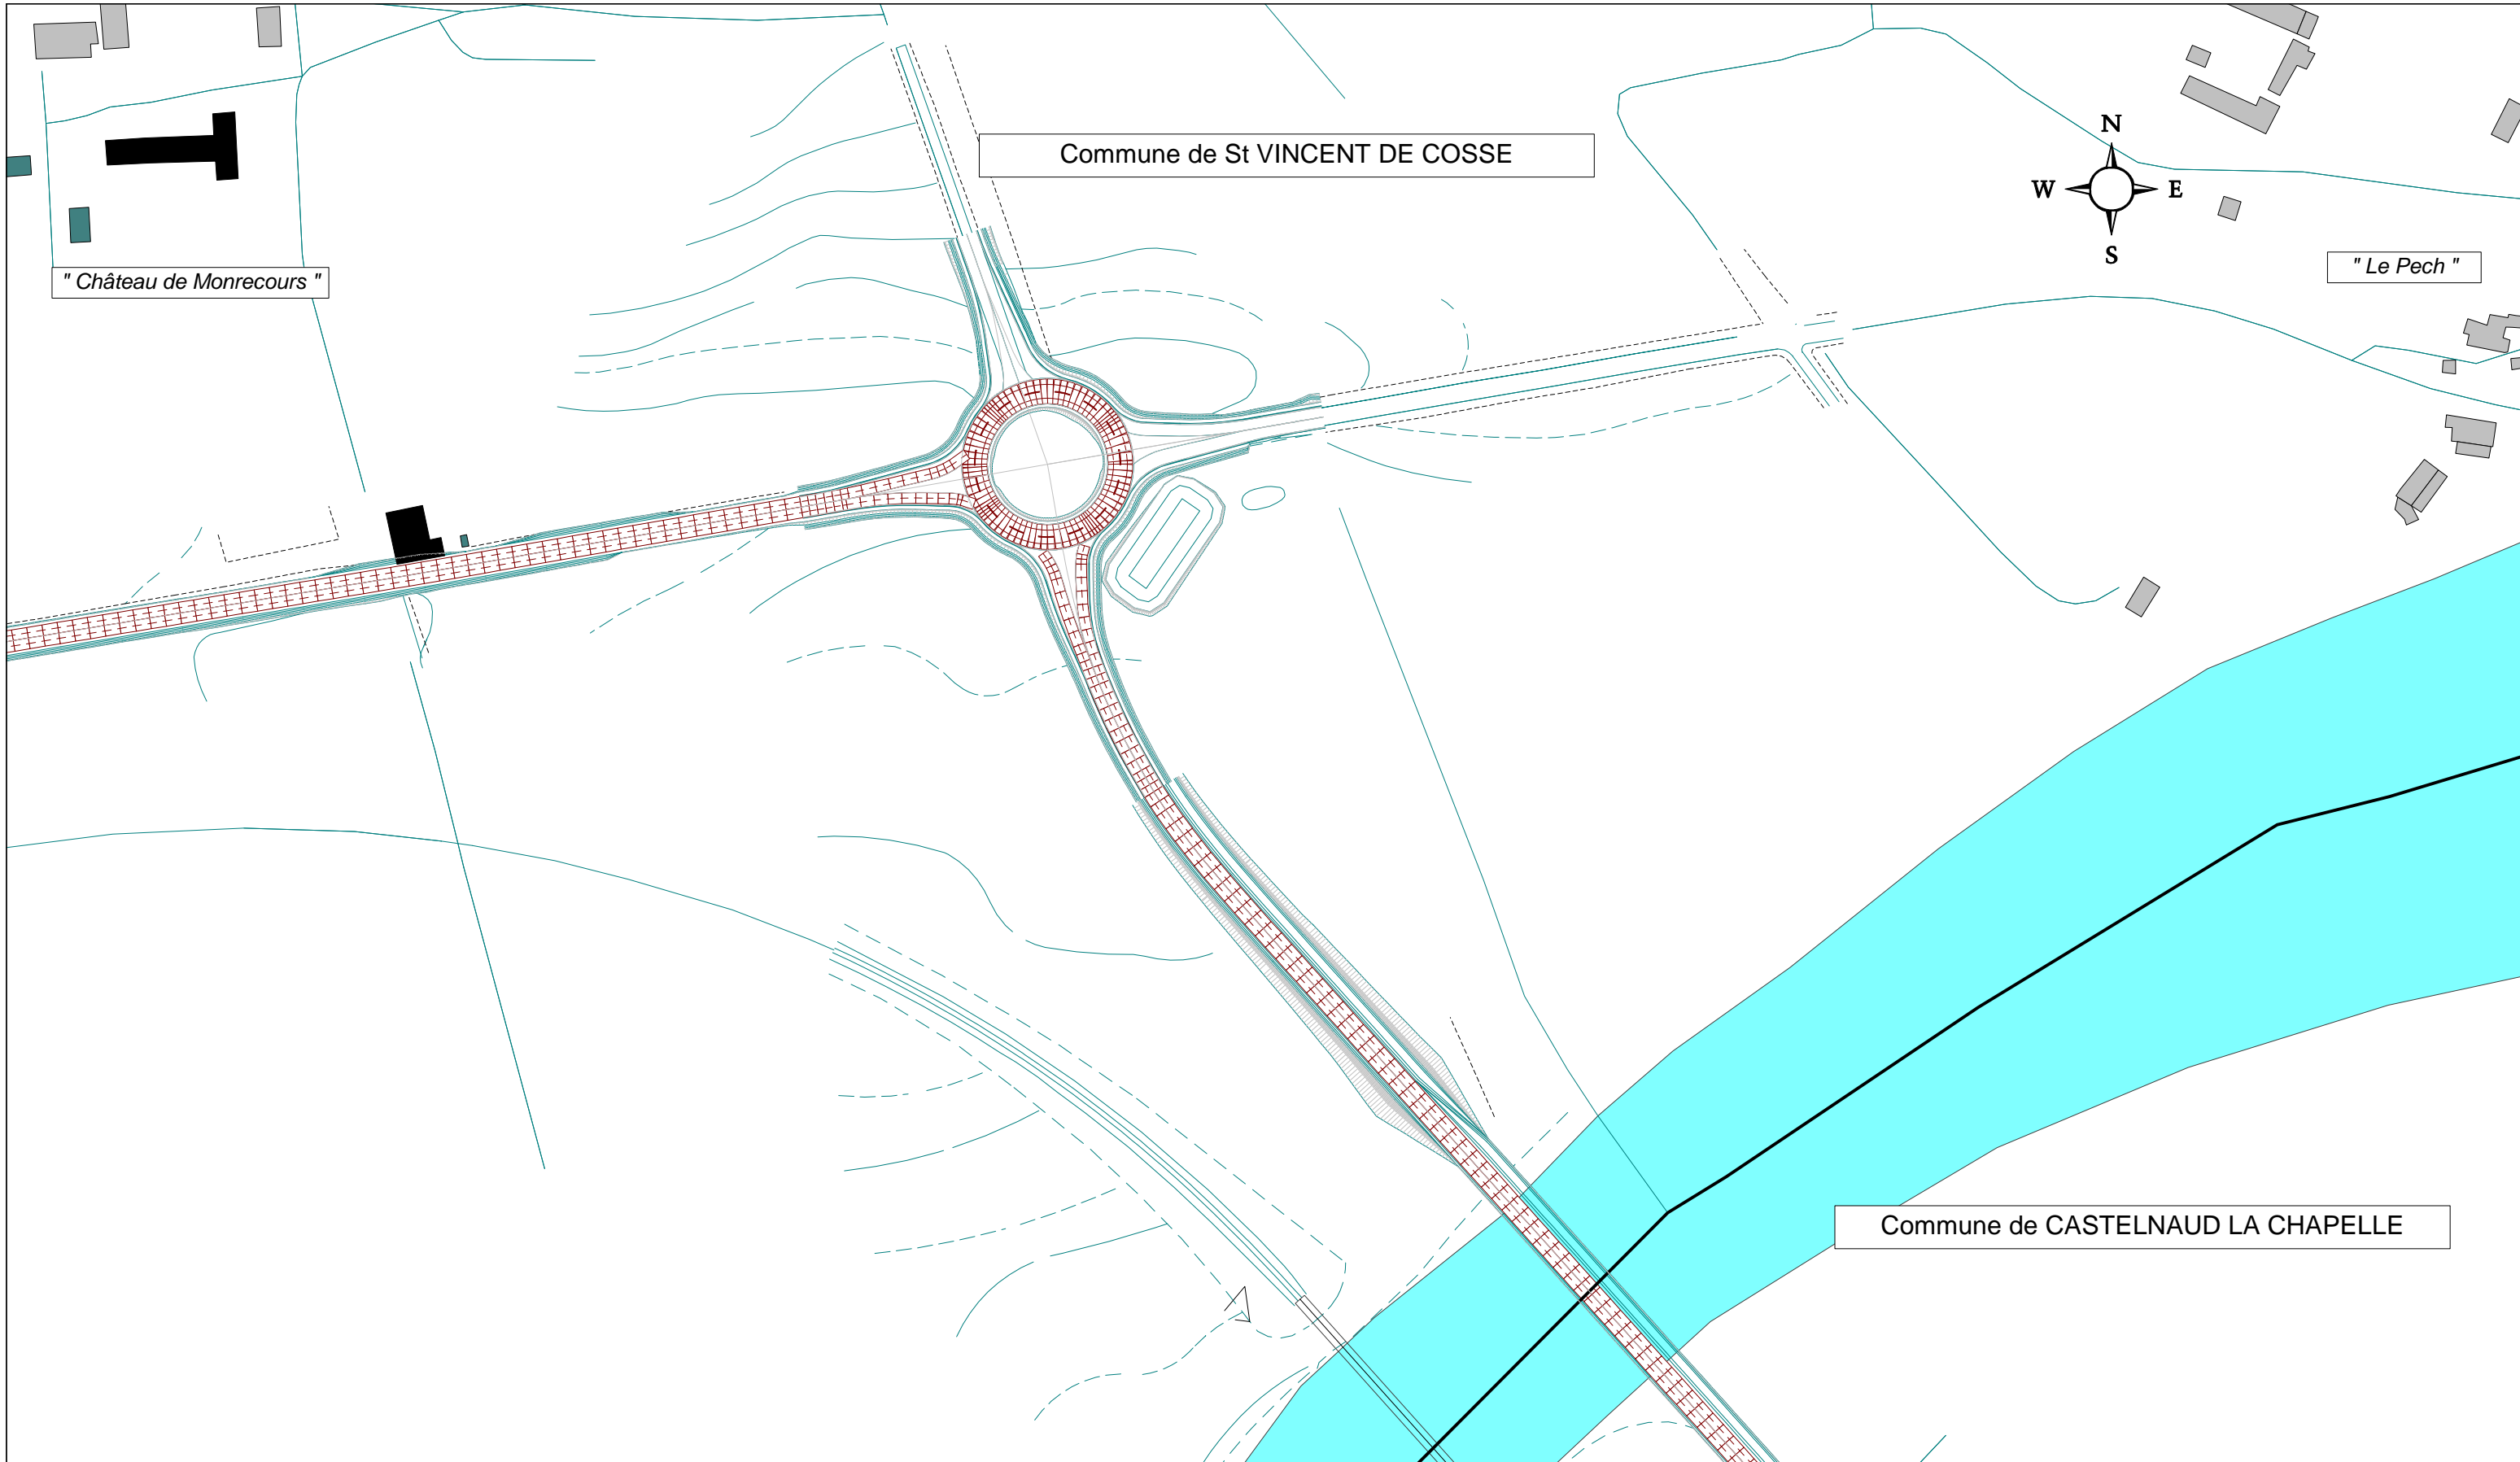 Commune de St VINCENT DE COSSE
N
W E
S
" Château de Monrecours "
" Le Pech "
Commune de CASTELNAUD LA CHAPELLE